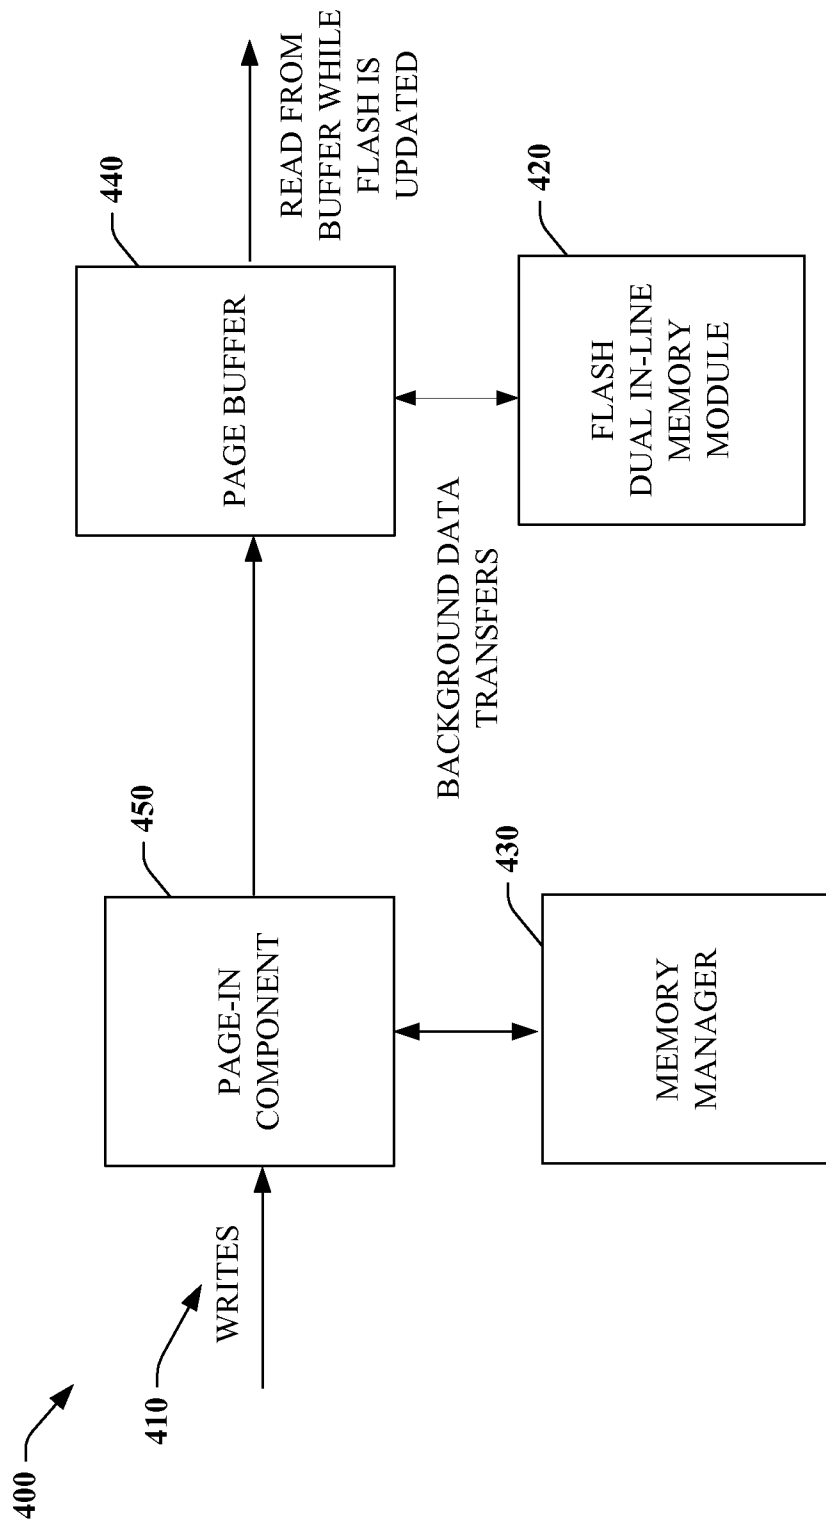 400
410
WRITES
450
PAGE-IN
COMPONENT
430
MEMORY
MANAGER
440
PAGE BUFFER
READ FROM
BUFFER WHILE
FLASH IS
UPDATED
BACKGROUND DATA
TRANSFERS
420
FLASH
DUAL IN-LINE
MEMORY
MODULE